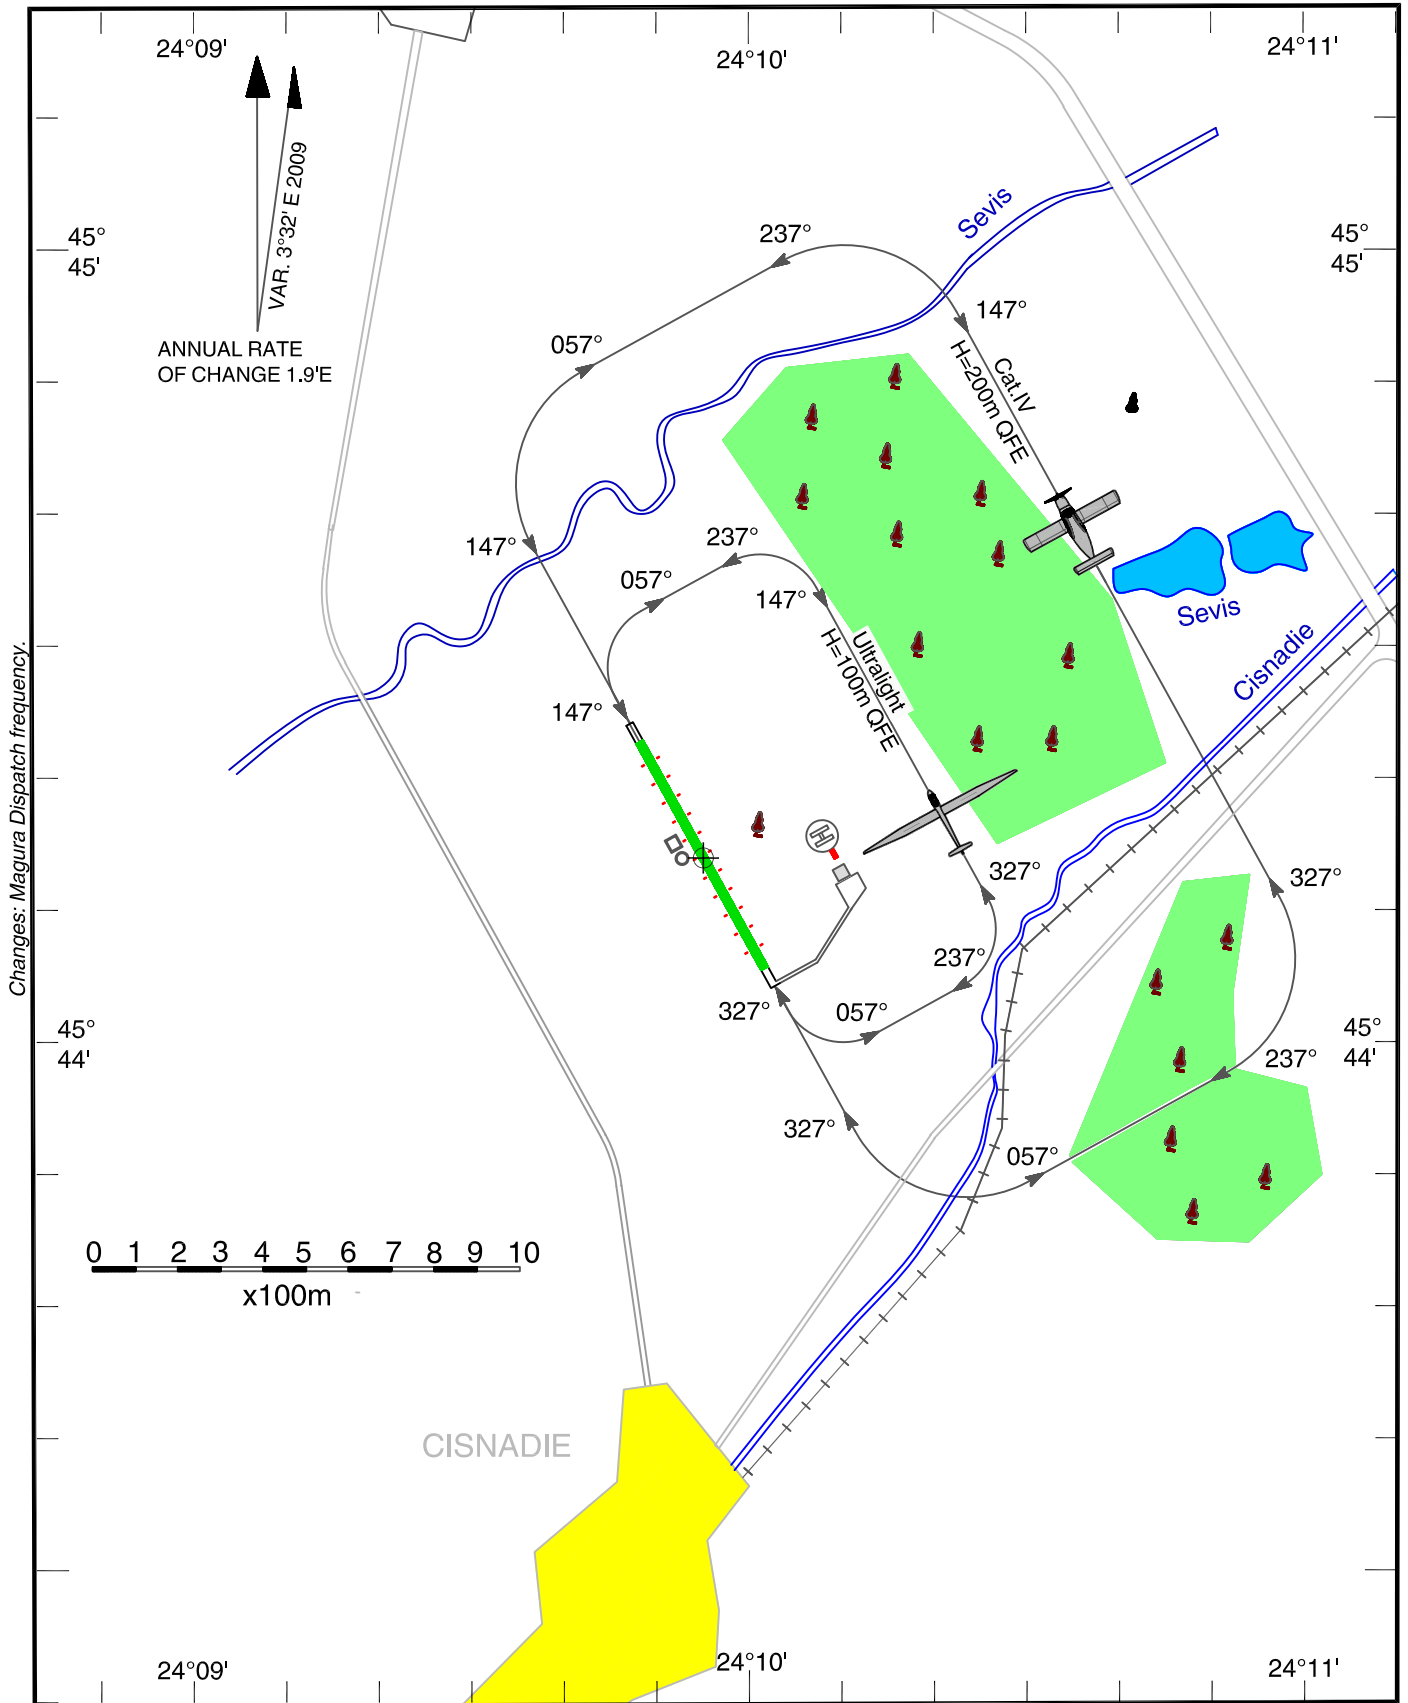 24°09'
24°10'
24°11'
VAR. 3°32' E 2009
ANNUAL RATE
OF CHANGE 1.9'E
45°
45'
45°
45'
Sevis
237°
147°
057°
Cat.IV
H=200m QFE
147°
237°
057°
147°
Ultralight
H=100m QFE
147°
Sevis
Cisnadie
Changes: Magura Dispatch frequency.
327°
327°
237°
327°
057°
45°
44'
45°
44'
237°
327°
057°
0 1 2 3 4 5 6 7 8 9 10
x100m
CISNADIE
24°09'
24°10'
24°11'